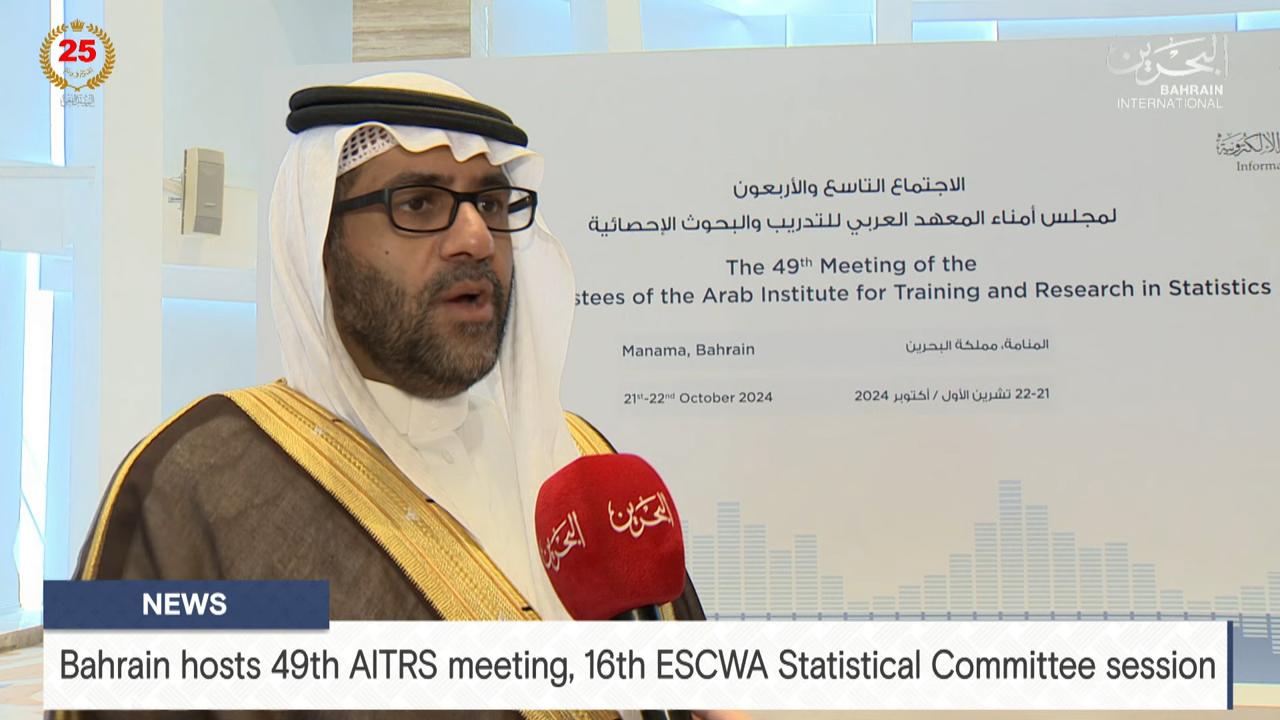 25
البحرين
BAHRAIN
INTERNATIONAL
Informa
الاجتماع التاسع والأربعون
لمجلس أمناء المعهد العربي للتدريب والبحوث الإحصائية
The 49th Meeting of the
stees of the Arab Institute for Training and Research in Statistics
Manama, Bahrain
المنامة، مملكة البحرين
21st-22nd October 2024
22-21 تشرين الأول / أكتوبر 2024
البحرين
البحرين
NEWS
Bahrain hosts 49th AITRS meeting, 16th ESCWA Statistical Committee session